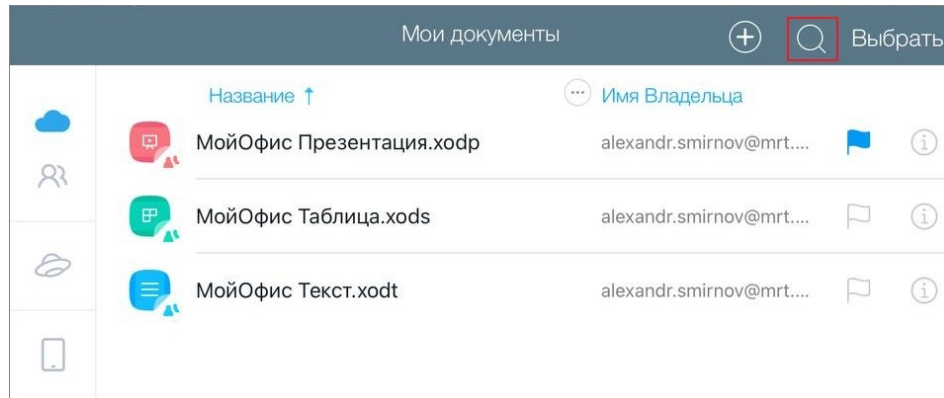 Мои документы Выбрать
Название ↑ Имя Владельца
МойОфис Презентация.xodp alexandr.smirnov@mrt....
МойОфис Таблица.xods alexandr.smirnov@mrt....
МойОфис Текст.xodt alexandr.smirnov@mrt....